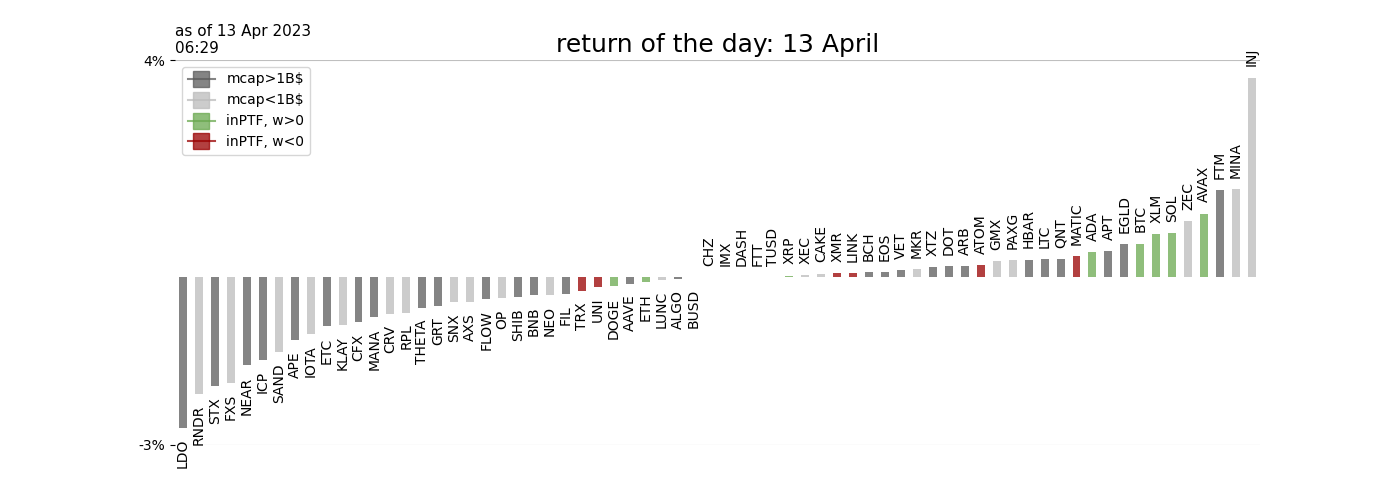 as of 13 Apr 2023
06:29
return of the day: 13 April
4%
-3%
mcap>1B$
mcap<1B$
inPTF, w>0
inPTF, w<0
LDO
RNDR
STX
FXS
NEAR
ICP
SAND
APE
IOTA
ETC
KLAY
CFX
MANA
CRV
RPL
THETA
GRT
SNX
AXS
FLOW
OP
SHIB
BNB
NEO
FIL
TRX
UNI
DOGE
AAVE
ETH
LUNC
ALGO
BUSD
CHZ
IMX
DASH
FTT
TUSD
XRP
XEC
CAKE
XMR
LINK
BCH
EOS
VET
MKR
XTZ
DOT
ARB
ATOM
GMX
PAXG
HBAR
LTC
QNT
MATIC
ADA
APT
EGLD
BTC
XLM
SOL
ZEC
AVAX
FTM
MINA
INJ